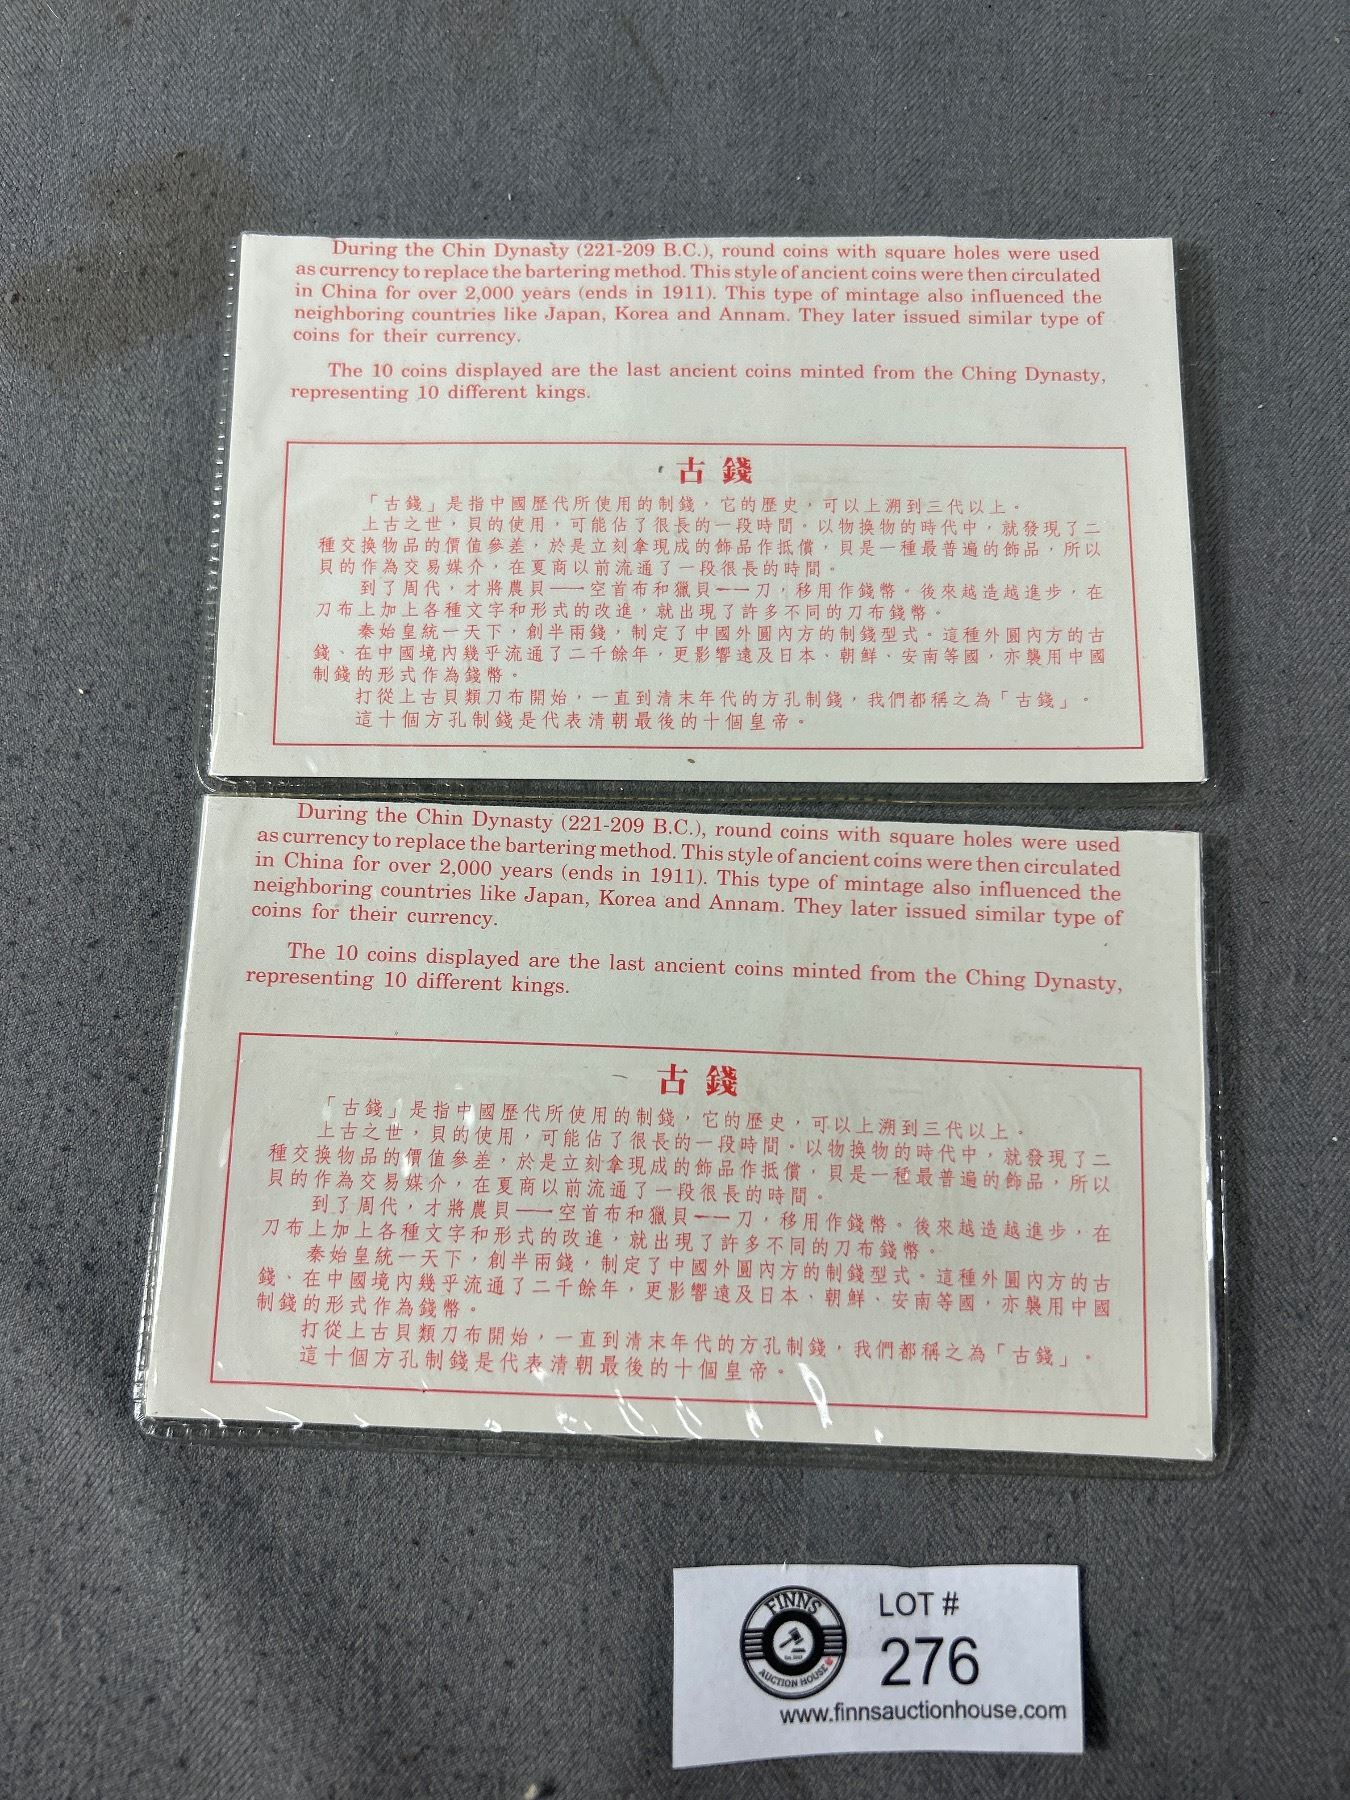 During the Chin Dynasty (221-209 B.C.), round coins with square holes were used
as currency to replace the bartering method. This style of ancient coins were then circulated
in China for over 2,000 years (ends in 1911). This type of mintage also influenced the
neighboring countries like Japan, Korea and Annam. They later issued similar type of
coins for their currency.
The 10 coins displayed are the last ancient coins minted from the Ching Dynasty,
representing 10 different kings.
古錢
「古錢」是指中國歷代所使用的制錢，它的歷史，可以上溯到三代以上。
上古之世，貝的使用，可能佔了很長的一段時間。以物換物的時代中，就發現了二
種交換物品的價值參差，於是立刻拿現成的飾品作抵償，貝是一種最普遍的飾品，所以
貝的作為交易媒介，在夏商以前流通了一段很長的時間。
到了周代，才將農貝——空首布和獵貝——刀，移用作錢幣。後來越造越進步，在
刀布上加上各種文字和形式的改進，就出現了許多不同的刀布錢幣。
秦始皇統一天下，創半兩錢，制定了中國外圓內方的制錢型式。這種外圓內方的古
錢、在中國境內幾乎流通了二千餘年，更影響遠及日本、朝鮮、安南等國，亦襲用中國
制錢的形式作為錢幣。
打從上古貝類刀布開始，一直到清末年代的方孔制錢，我們都稱之為「古錢」。
這十個方孔制錢是代表清朝最後的十個皇帝。
During the Chin Dynasty (221-209 B.C.), round coins with square holes were used
as currency to replace the bartering method. This style of ancient coins were then circulated
in China for over 2,000 years (ends in 1911). This type of mintage also influenced the
neighboring countries like Japan, Korea and Annam. They later issued similar type of
coins for their currency.
The 10 coins displayed are the last ancient coins minted from the Ching Dynasty,
representing 10 different kings.
古錢
「古錢」是指中國歷代所使用的制錢，它的歷史，可以上溯到三代以上。
上古之世，貝的使用，可能佔了很長的一段時間。以物換物的時代中，就發現了二
種交換物品的價值參差，於是立刻拿現成的飾品作抵償，貝是一種最普遍的飾品，所以
貝的作為交易媒介，在夏商以前流通了一段很長的時間。
到了周代，才將農貝——空首布和獵貝——刀，移用作錢幣。後來越造越進步，在
刀布上加上各種文字和形式的改進，就出現了許多不同的刀布錢幣。
秦始皇統一天下，創半兩錢，制定了中國外圓內方的制錢型式。這種外圓內方的古
錢、在中國境內幾乎流通了二千餘年，更影響遠及日本、朝鮮、安南等國，亦襲用中國
制錢的形式作為錢幣。
打從上古貝類刀布開始，一直到清末年代的方孔制錢，我們都稱之為「古錢」。
這十個方孔制錢是代表清朝最後的十個皇帝。
FINNS
AUCTION HOUSE
LOT #
276
www.finnsauctionhouse.com